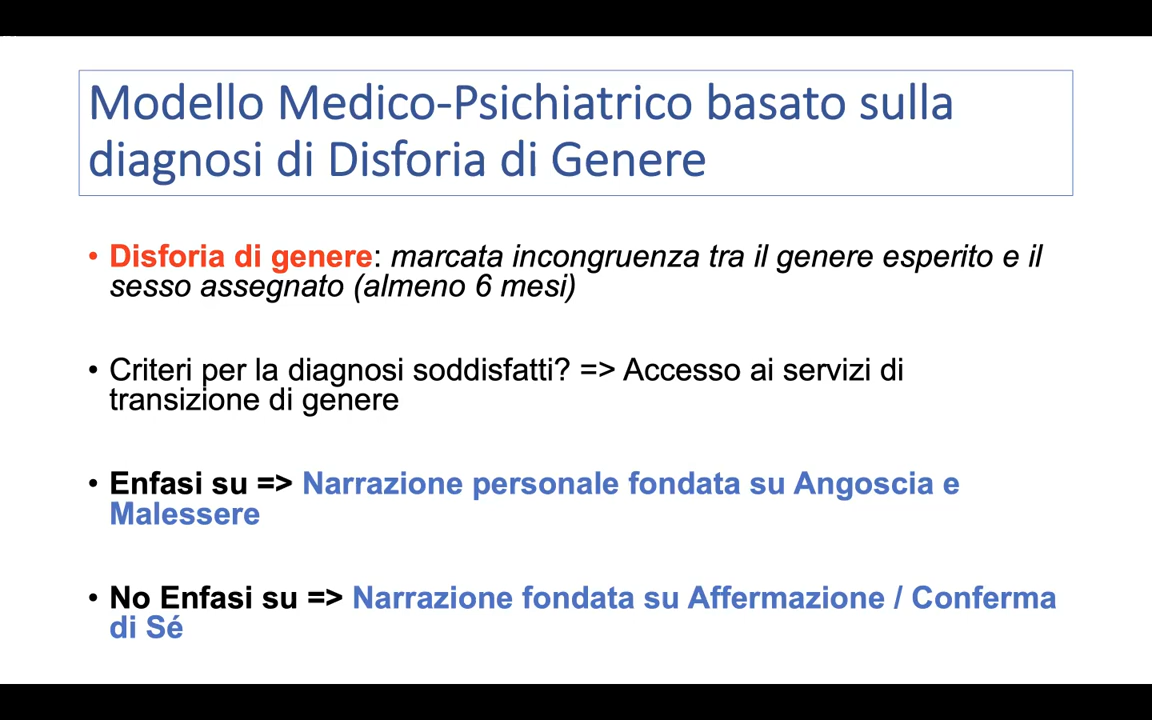 Modello Medico-Psichiatrico basato sulla
diagnosi di Disforia di Genere
• Disforia di genere: marcata incongruenza tra il genere esperito e il
sesso assegnato (almeno 6 mesi)
• Criteri per la diagnosi soddisfatti? => Accesso ai servizi di
transizione di genere
• Enfasi su => Narrazione personale fondata su Angoscia e
Malessere
• No Enfasi su => Narrazione fondata su Affermazione / Conferma
di Sé